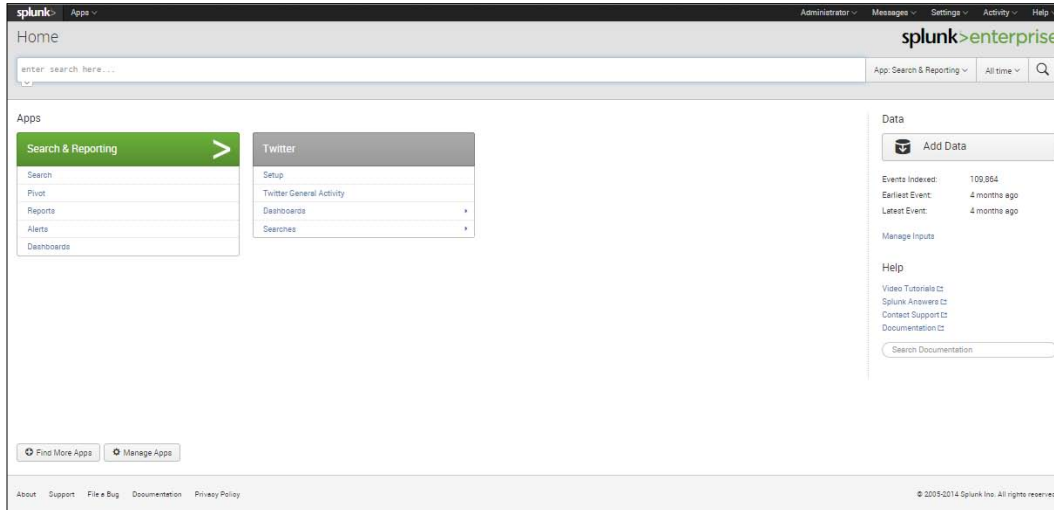 splunk> Apps Administrator Messages Settings Activity Help
Home splunk>enterprise
enter search here... App: Search & Reporting All time
Apps
Search & Reporting >
Search
Pivot
Reports
Alerts
Dashboards
Twitter
Setup
Twitter General Activity
Dashboards
Searches
Data
Add Data
Events Indexed: 109,864
Earliest Event: 4 months ago
Latest Event: 4 months ago
Manage Inputs
Help
Video Tutorials
Splunk Answers
Contact Support
Documentation
Search Documentation
Find More Apps Manage Apps
About Support File a Bug Documentation Privacy Policy © 2005-2014 Splunk Inc. All rights reserved